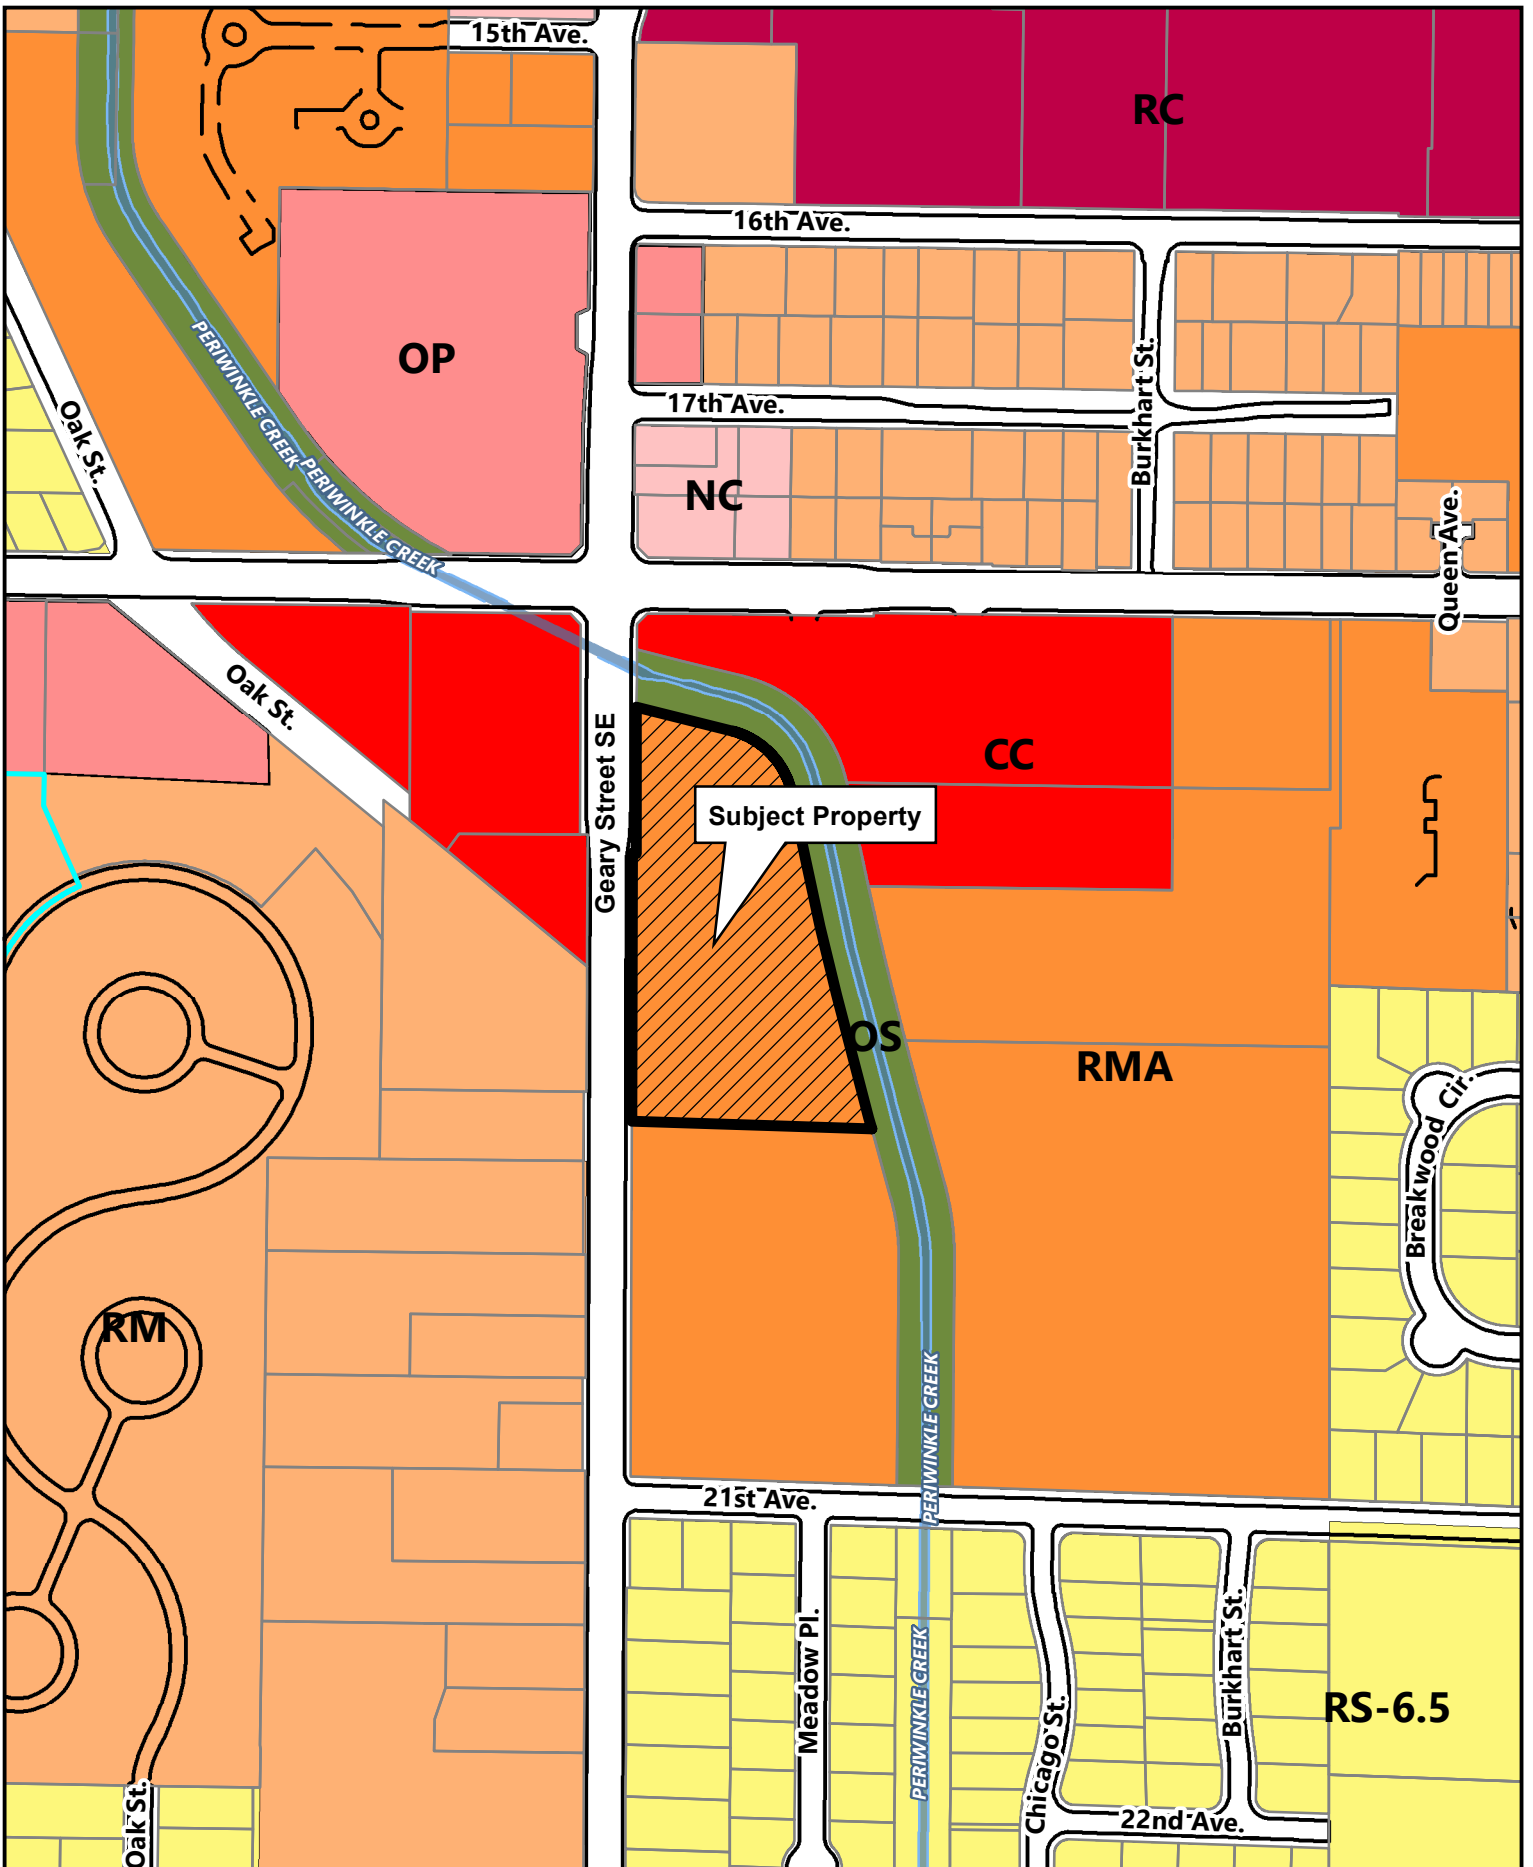 15th Ave.
RC
16th Ave.
PERIWINKLE CREEK
OP
Burkhart St.
17th Ave.
Oak St.
PERIWINKLE CREEK
NC
Queen Ave.
Oak St.
Geary Street SE
CC
Subject Property
OS
RMA
Breakwood Cir.
RM
PERIWINKLE CREEK
21st Ave.
Meadow Pl.
PERIWINKLE CREEK
Chicago St.
Burkhart St.
RS-6.5
22nd Ave.
Oak St.